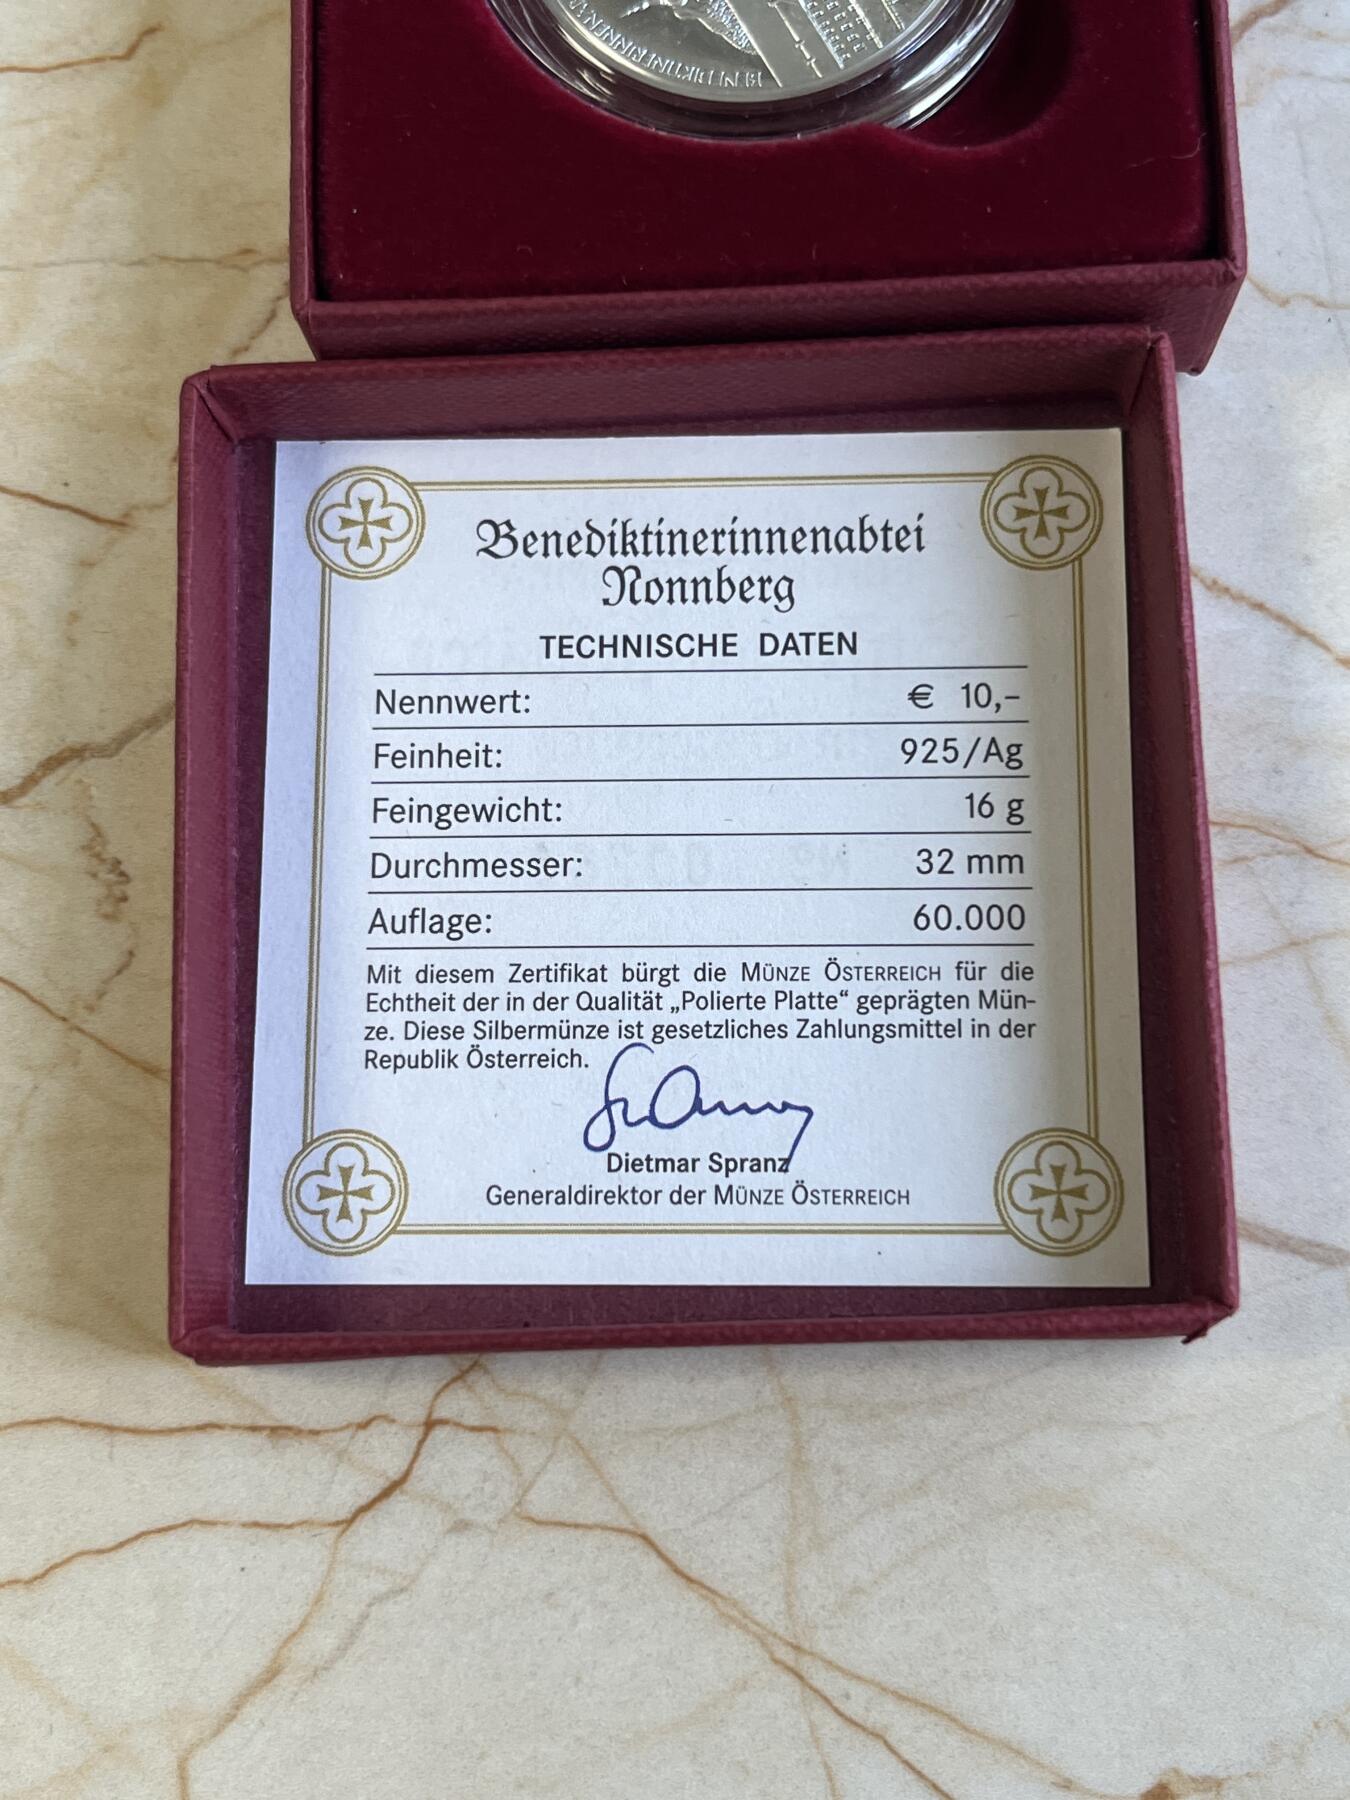 BENEDIKTINERINNENA
Benediktinerinnenabtei
Nonnberg
TECHNISCHE DATEN
Nennwert: € 10,–
Feinheit: 925/Ag
Feingewicht: 16 g
Durchmesser: 32 mm
Auflage: 60.000
Mit diesem Zertifikat bürgt die MÜNZE ÖSTERREICH für die
Echtheit der in der Qualität „Polierte Platte“ geprägten Mün-
ze. Diese Silbermünze ist gesetzliches Zahlungsmittel in der
Republik Österreich.
Dietmar Spranz
Generaldirektor der MÜNZE ÖSTERREICH